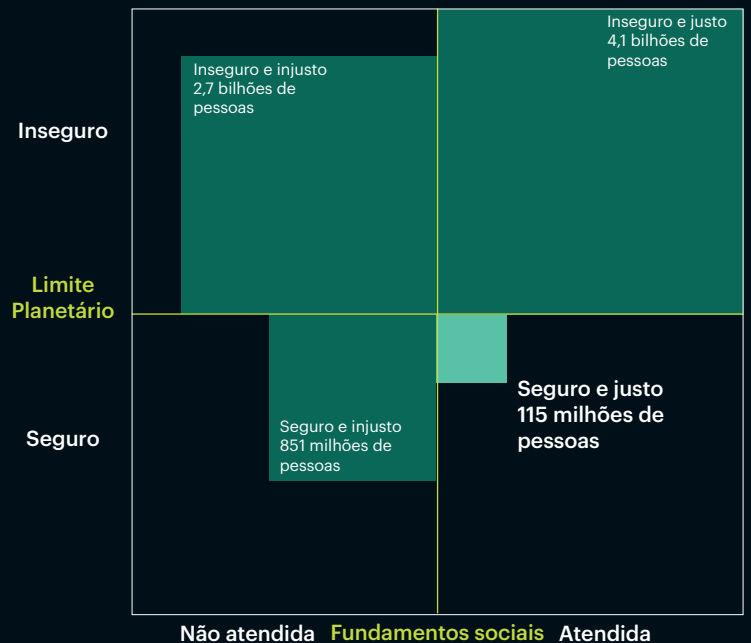 Inseguro e justo
4,1 bilhões de
pessoas
Inseguro e injusto
2,7 bilhões de
pessoas
Inseguro
Limite
Planetário
Seguro e justo
115 milhões de
pessoas
Seguro e injusto
851 milhões de
pessoas
Seguro
Não atendida Fundamentos sociais Atendida